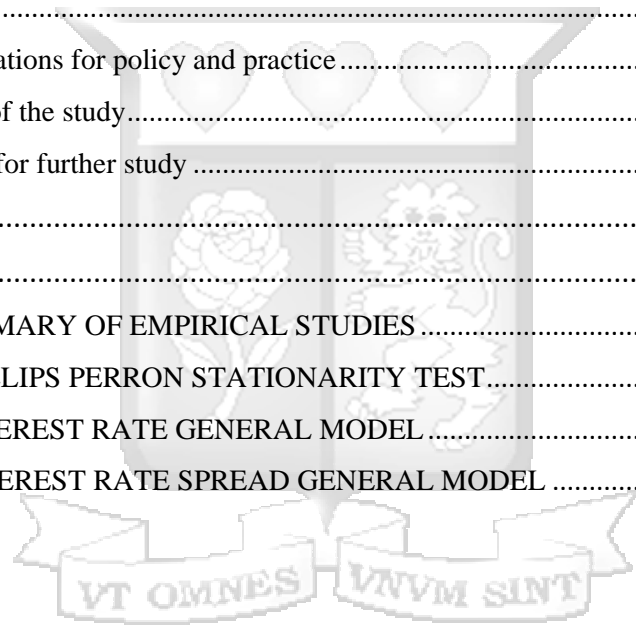 ................................................................
ations for policy and practice................................................
of the study................................................................
for further study................................................................
................................................................
................................................................
MARY OF EMPIRICAL STUDIES................................
LIPS PERRON STATIONARITY TEST................................
EREST RATE GENERAL MODEL................................
EREST RATE SPREAD GENERAL MODEL................
VT OMNES VNVM SINT